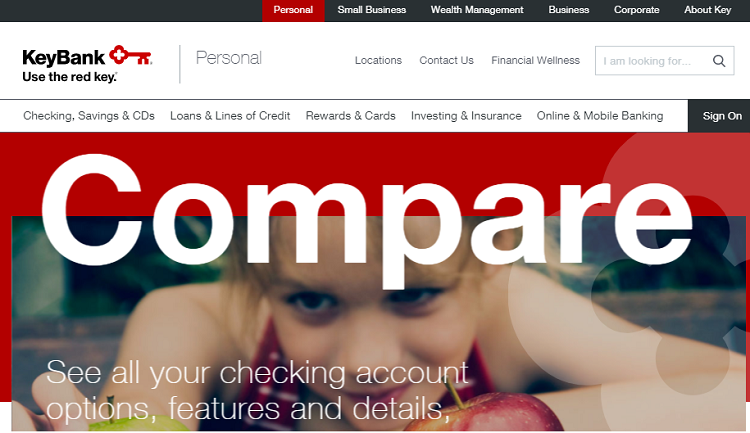 Personal Small Business Wealth Management Business Corporate About Key
KeyBank
Use the red key.
Personal
Locations Contact Us Financial Wellness
I am looking for...
Checking, Savings & CDs Loans & Lines of Credit Rewards & Cards Investing & Insurance Online & Mobile Banking Sign On
Compare
See all your checking account
options, features and details,